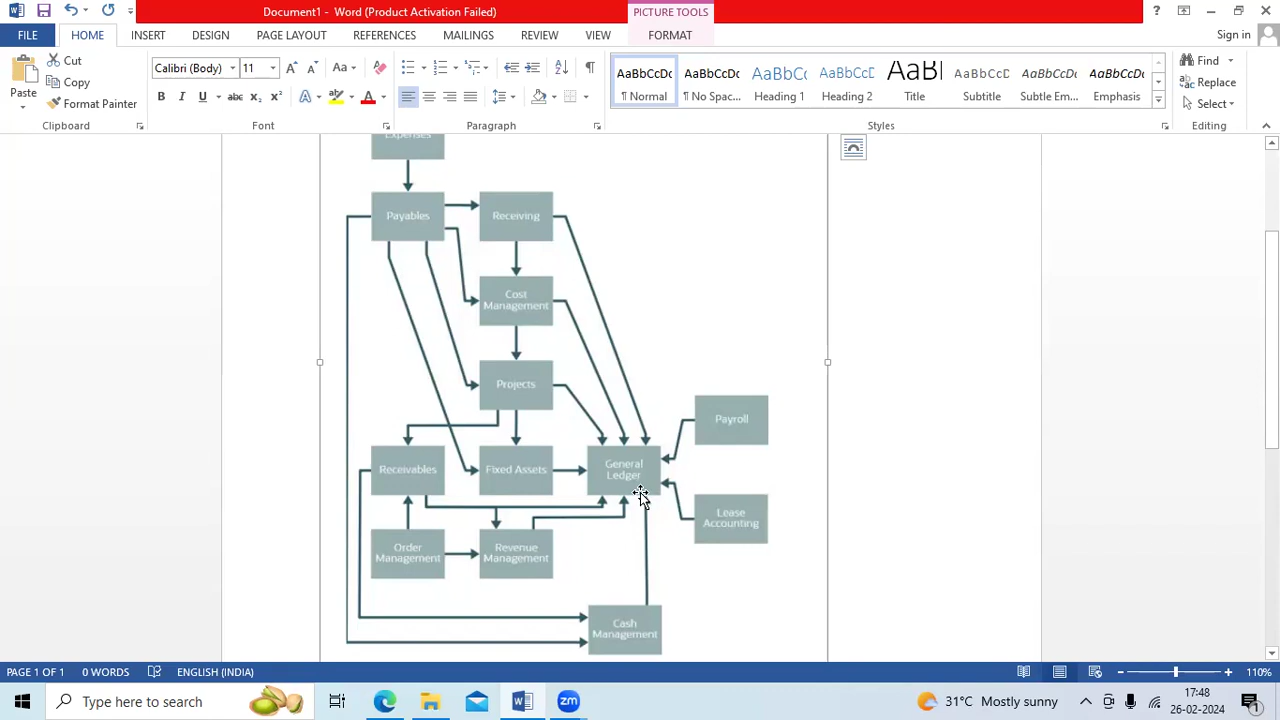 Document1 - Word (Product Activation Failed)
PICTURE TOOLS
?
FILE
HOME
INSERT
DESIGN
PAGE LAYOUT
REFERENCES
MAILINGS
REVIEW
VIEW
FORMAT
Sign in
Paste
Cut
Copy
Format Painter
Clipboard
Calibri (Body)
11
Font
Paragraph
AaBbCcDc
¶ Normal
AaBbCcDc
¶ No Spac...
AaBbCc
Heading 1
AaBbCcE
Heading 2
AaBI
Title
AaBbCcD
Subtitle
AaBbCcDc
Subtle Em...
AaBbCcDc
Emphasis
Styles
Find
Replace
Select
Editing
Expenses
Payables
Receiving
Cost
Management
Projects
Payroll
Receivables
Fixed Assets
General
Ledger
Lease
Accounting
Order
Management
Revenue
Management
Cash
Management
PAGE 1 OF 1
0 WORDS
ENGLISH (INDIA)
110%
Type here to search
31°C Mostly sunny
17:48
26-02-2024